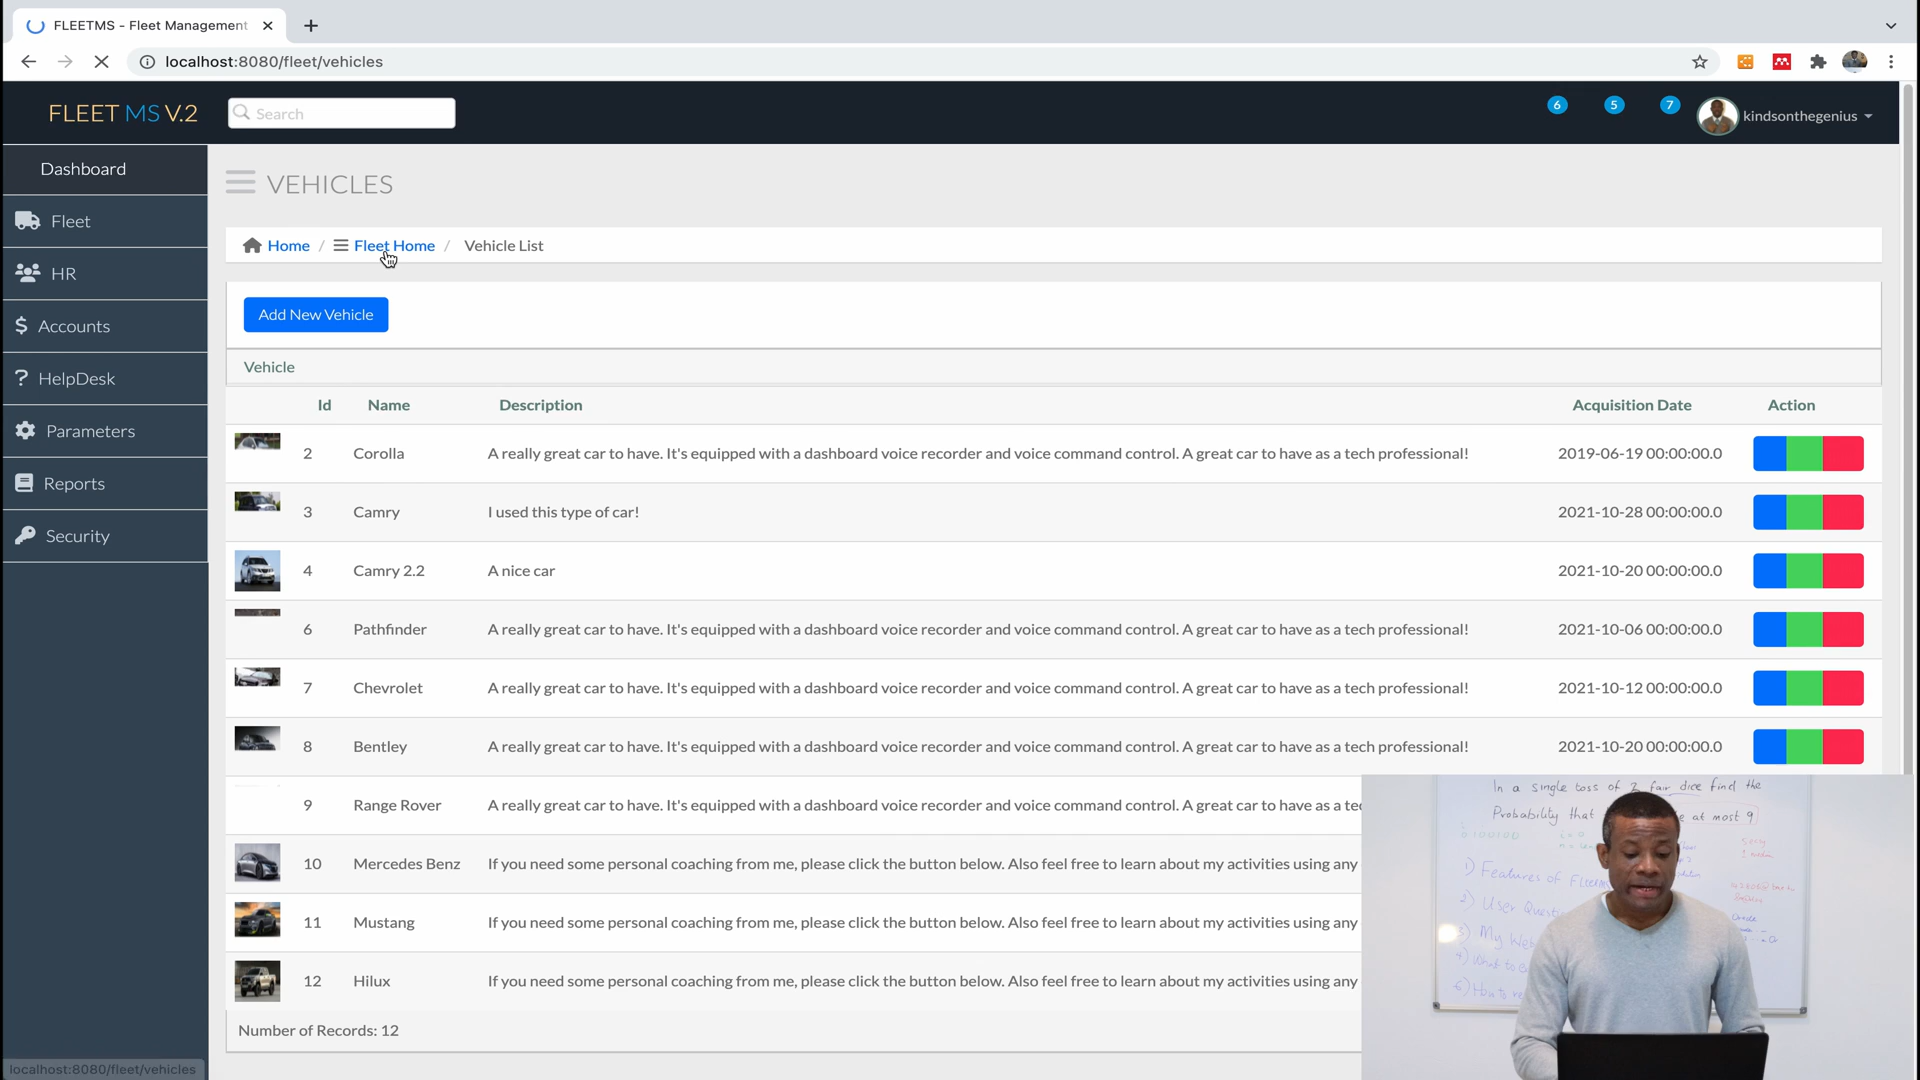 FLEETMS - Fleet Management
localhost:8080/fleet/vehicles
FLEET MS V.2
Search
6
5
7
kindsonthegenius
Dashboard
Fleet
HR
Accounts
HelpDesk
Parameters
Reports
Security
VEHICLES
Home / Fleet Home / Vehicle List
Add New Vehicle
Vehicle
Id Name Description Acquisition Date Action
2 Corolla A really great car to have. It's equipped with a dashboard voice recorder and voice command control. A great car to have as a tech professional! 2019-06-19 00:00:00.0
3 Camry I used this type of car! 2021-10-28 00:00:00.0
4 Camry 2.2 A nice car 2021-10-20 00:00:00.0
6 Pathfinder A really great car to have. It's equipped with a dashboard voice recorder and voice command control. A great car to have as a tech professional! 2021-10-06 00:00:00.0
7 Chevrolet A really great car to have. It's equipped with a dashboard voice recorder and voice command control. A great car to have as a tech professional! 2021-10-12 00:00:00.0
8 Bentley A really great car to have. It's equipped with a dashboard voice recorder and voice command control. A great car to have as a tech professional! 2021-10-20 00:00:00.0
9 Range Rover A really great car to have. It's equipped with a dashboard voice recorder and voice command control. A great car to have as a te
10 Mercedes Benz If you need some personal coaching from me, please click the button below. Also feel free to learn about my activities using any
11 Mustang If you need some personal coaching from me, please click the button below. Also feel free to learn about my activities using any
12 Hilux If you need some personal coaching from me, please click the button below. Also feel free to learn about my activities using any
Number of Records: 12
localhost:8080/fleet/vehicles
In a single toss of 2 fair dice find the
Probability that at most 9
1) Features of Fleetms
2) User Quest
3) My Web
4) What to